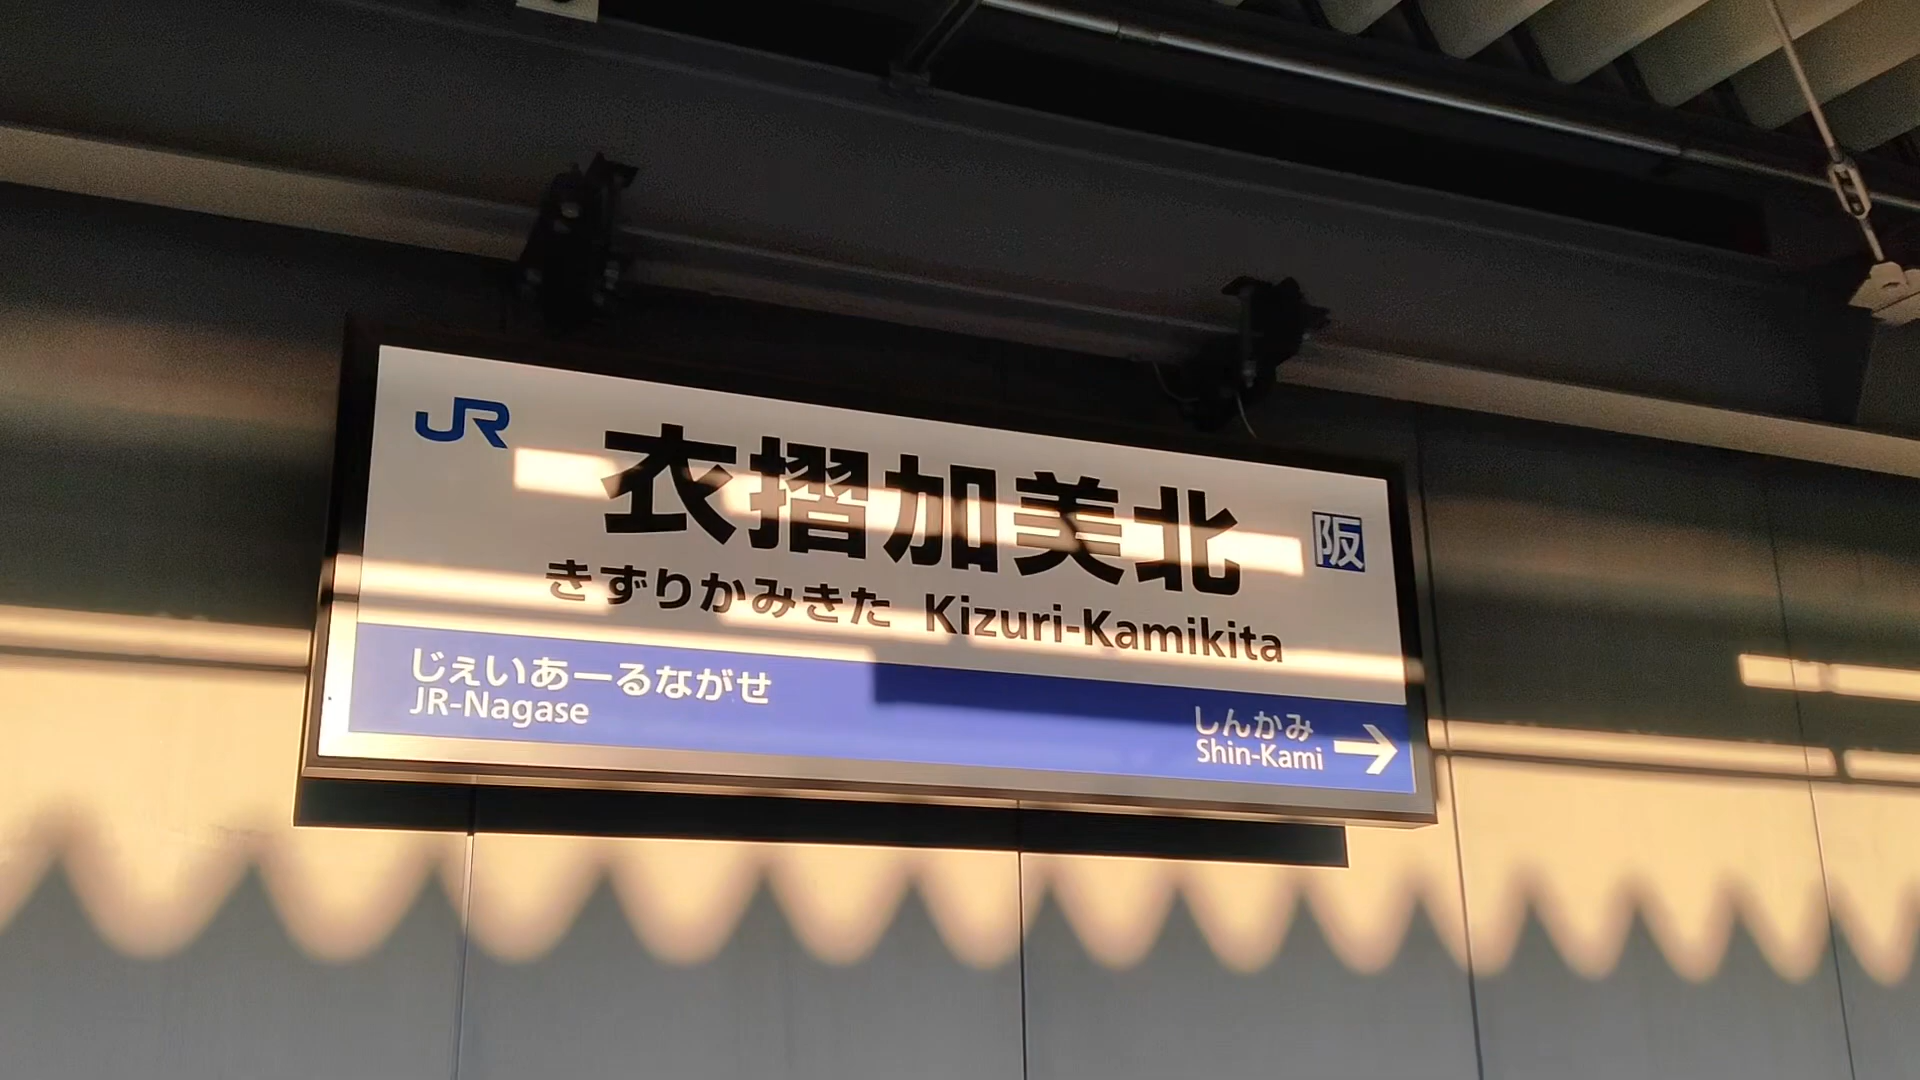 JR
衣摺加美北
阪
きずりかみきた Kizuri-Kamikita
じぇいあーるながせ
JR-Nagase
しんかみ
Shin-Kami →